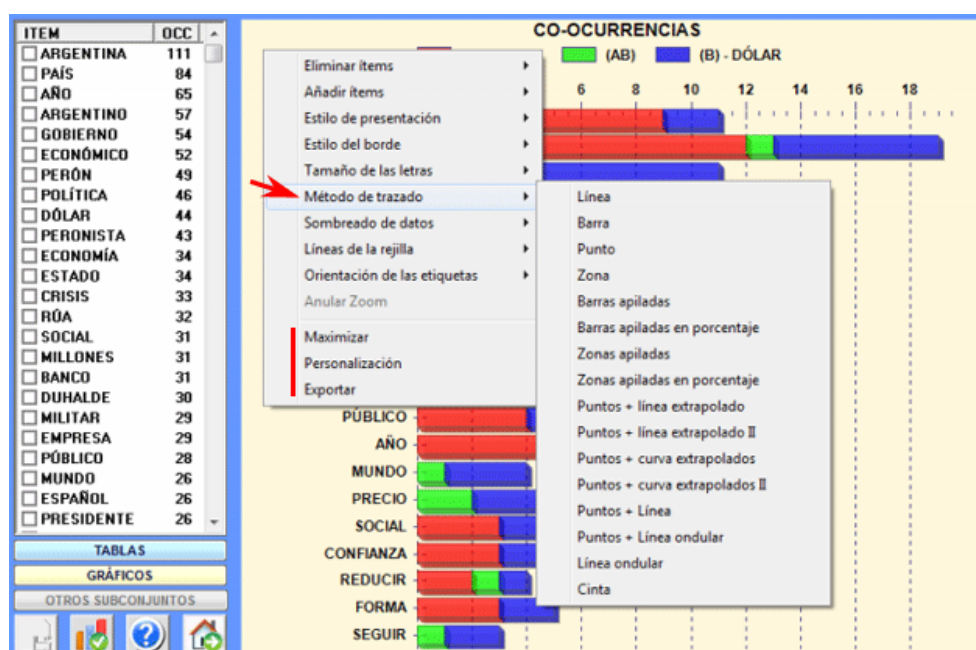 ITEM OCC
ARGENTINA 111
PAÍS 84
AÑO 65
ARGENTINO 57
GOBIERNO 54
ECONÓMICO 52
PERÓN 49
POLÍTICA 46
DÓLAR 44
PERONISTA 43
ECONOMÍA 34
ESTADO 34
CRISIS 33
RÚA 32
SOCIAL 31
MILLONES 31
BANCO 31
DUHALDE 30
MILITAR 29
EMPRESA 29
PÚBLICO 28
MUNDO 26
ESPAÑOL 26
PRESIDENTE 26
TABLAS
GRÁFICOS
OTROS SUBCONJUNTOS
CO-OCURRENCIAS
(AB) (B) - DÓLAR
6 8 10 12 14 16 18
Eliminar ítems
Añadir ítems
Estilo de presentación
Estilo del borde
Tamaño de las letras
Método de trazado
Sombreado de datos
Líneas de la rejilla
Orientación de las etiquetas
Anular Zoom
Maximizar
Personalización
Exportar
Línea
Barra
Punto
Zona
Barras apiladas
Barras apiladas en porcentaje
Zonas apiladas
Zonas apiladas en porcentaje
Puntos + línea extrapolado
Puntos + línea extrapolado II
Puntos + curva extrapolados
Puntos + curva extrapolados II
Puntos + Línea
Puntos + Línea ondular
Línea ondular
Cinta
PÚBLICO
AÑO
MUNDO
PRECIO
SOCIAL
CONFIANZA
REDUCIR
FORMA
SEGUIR